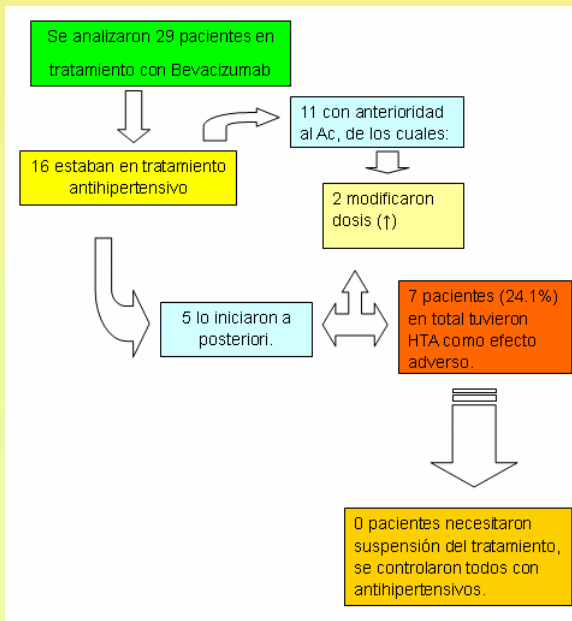 Se analizaron 29 pacientes en
tratamiento con Bevacizumab
11 con anterioridad
al Ac, de los cuales:
16 estaban en tratamiento
antihipertensivo
2 modificaron
dosis (↑)
5 lo iniciaron a
posteriori.
7 pacientes (24.1%)
en total tuvieron
HTA como efecto
adverso.
0 pacientes necesitaron
suspensión del tratamiento,
se controlaron todos con
antihipertensivos.